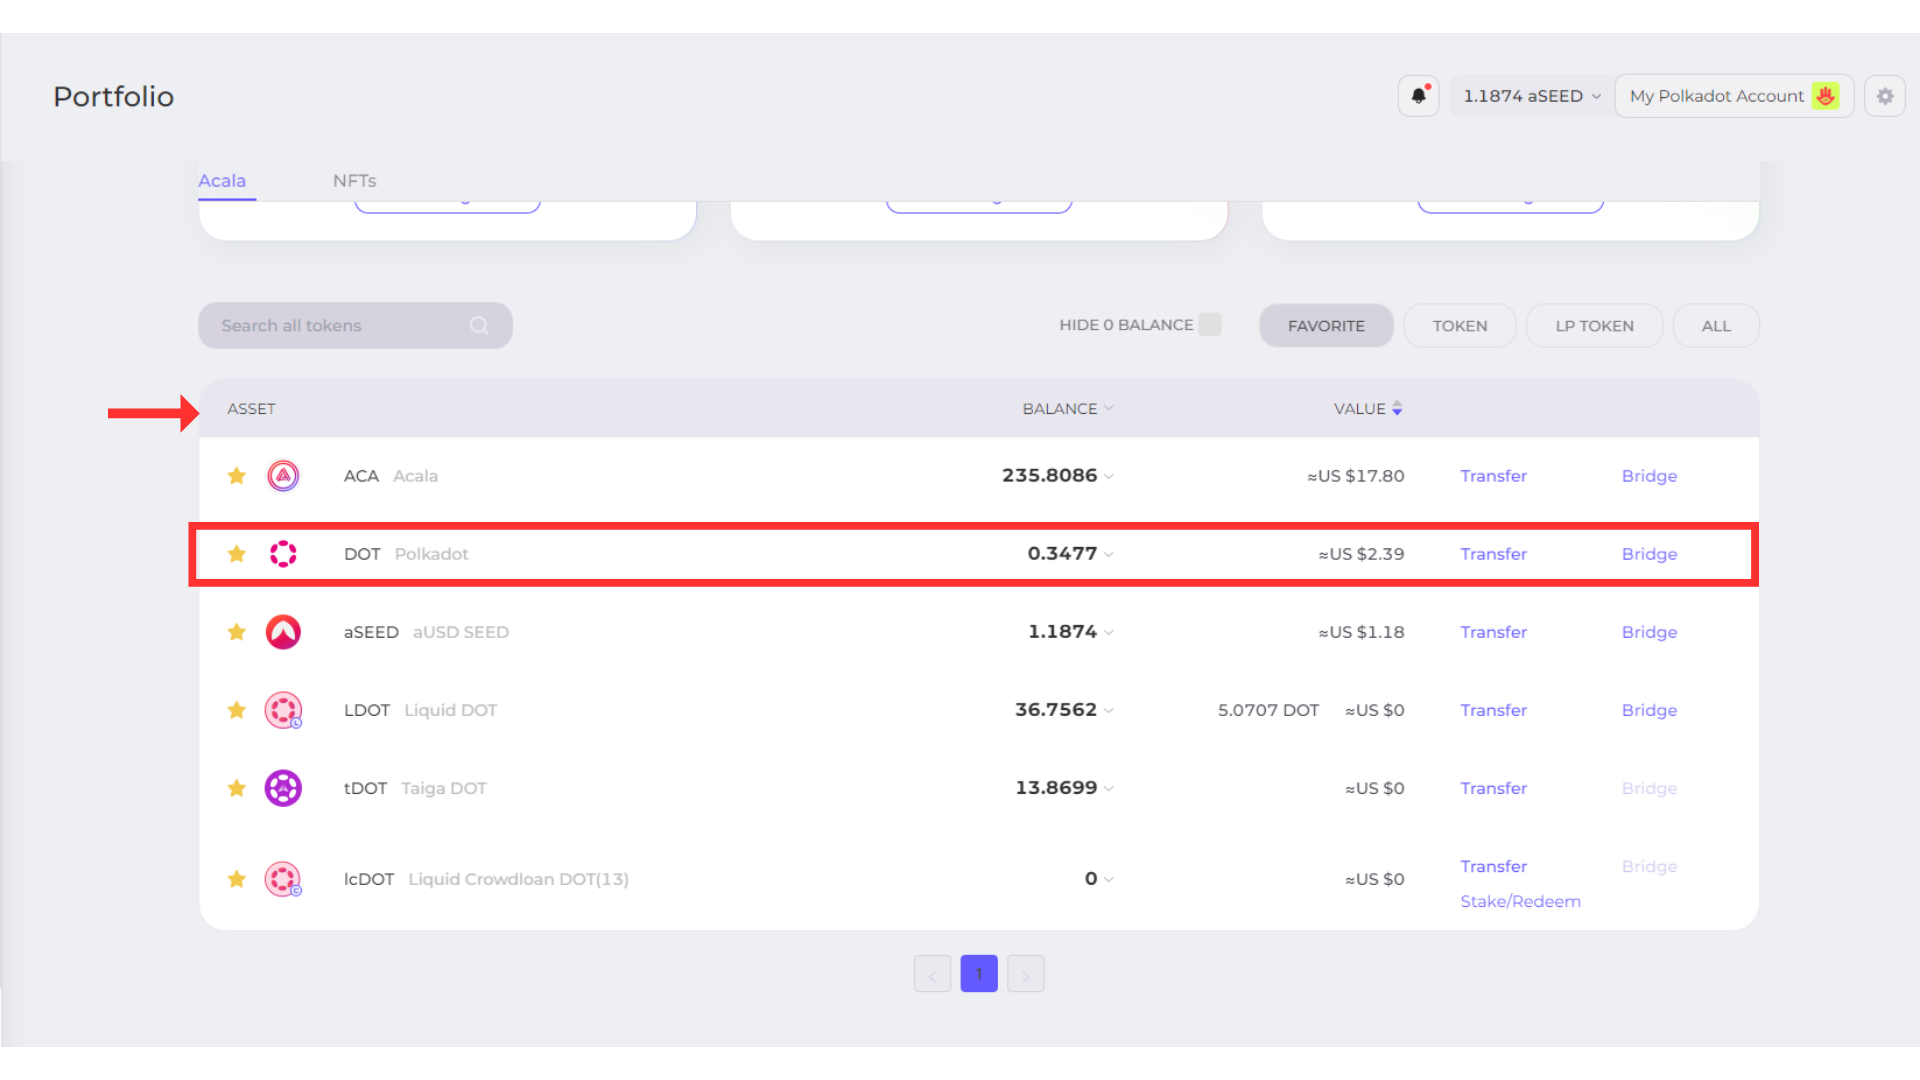 Portfolio
1.1874 aSEED
My Polkadot Account
Acala NFTs
Search all tokens
HIDE 0 BALANCE
FAVORITE TOKEN LP TOKEN ALL
ASSET BALANCE VALUE
ACA Acala 235.8086 ≈US $17.80 Transfer Bridge
DOT Polkadot 0.3477 ≈US $2.39 Transfer Bridge
aSEED aUSD SEED 1.1874 ≈US $1.18 Transfer Bridge
LDOT Liquid DOT 36.7562 5.0707 DOT ≈US $0 Transfer Bridge
tDOT Taiga DOT 13.8699 ≈US $0 Transfer Bridge
lcDOT Liquid Crowdloan DOT(13) 0 ≈US $0 Transfer Bridge
Stake/Redeem
< 1 >